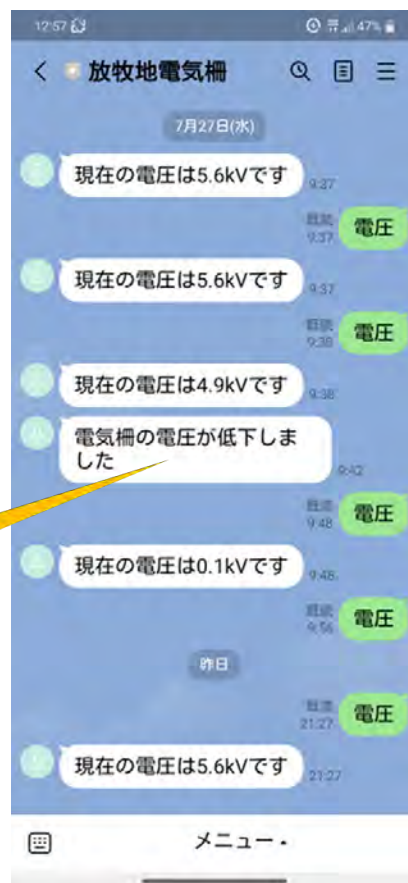 12:57
47%
放牧地電気柵
7月27日(水)
現在の電圧は5.6kVです
9:37
既読
9:37
電圧
現在の電圧は5.6kVです
9:37
既読
9:38
電圧
現在の電圧は4.9kVです
9:38
電気柵の電圧が低下しま
した
9:42
既読
9:48
電圧
現在の電圧は0.1kVです
9:48
既読
9:56
電圧
昨日
既読
21:27
電圧
現在の電圧は5.6kVです
21:27
メニュー